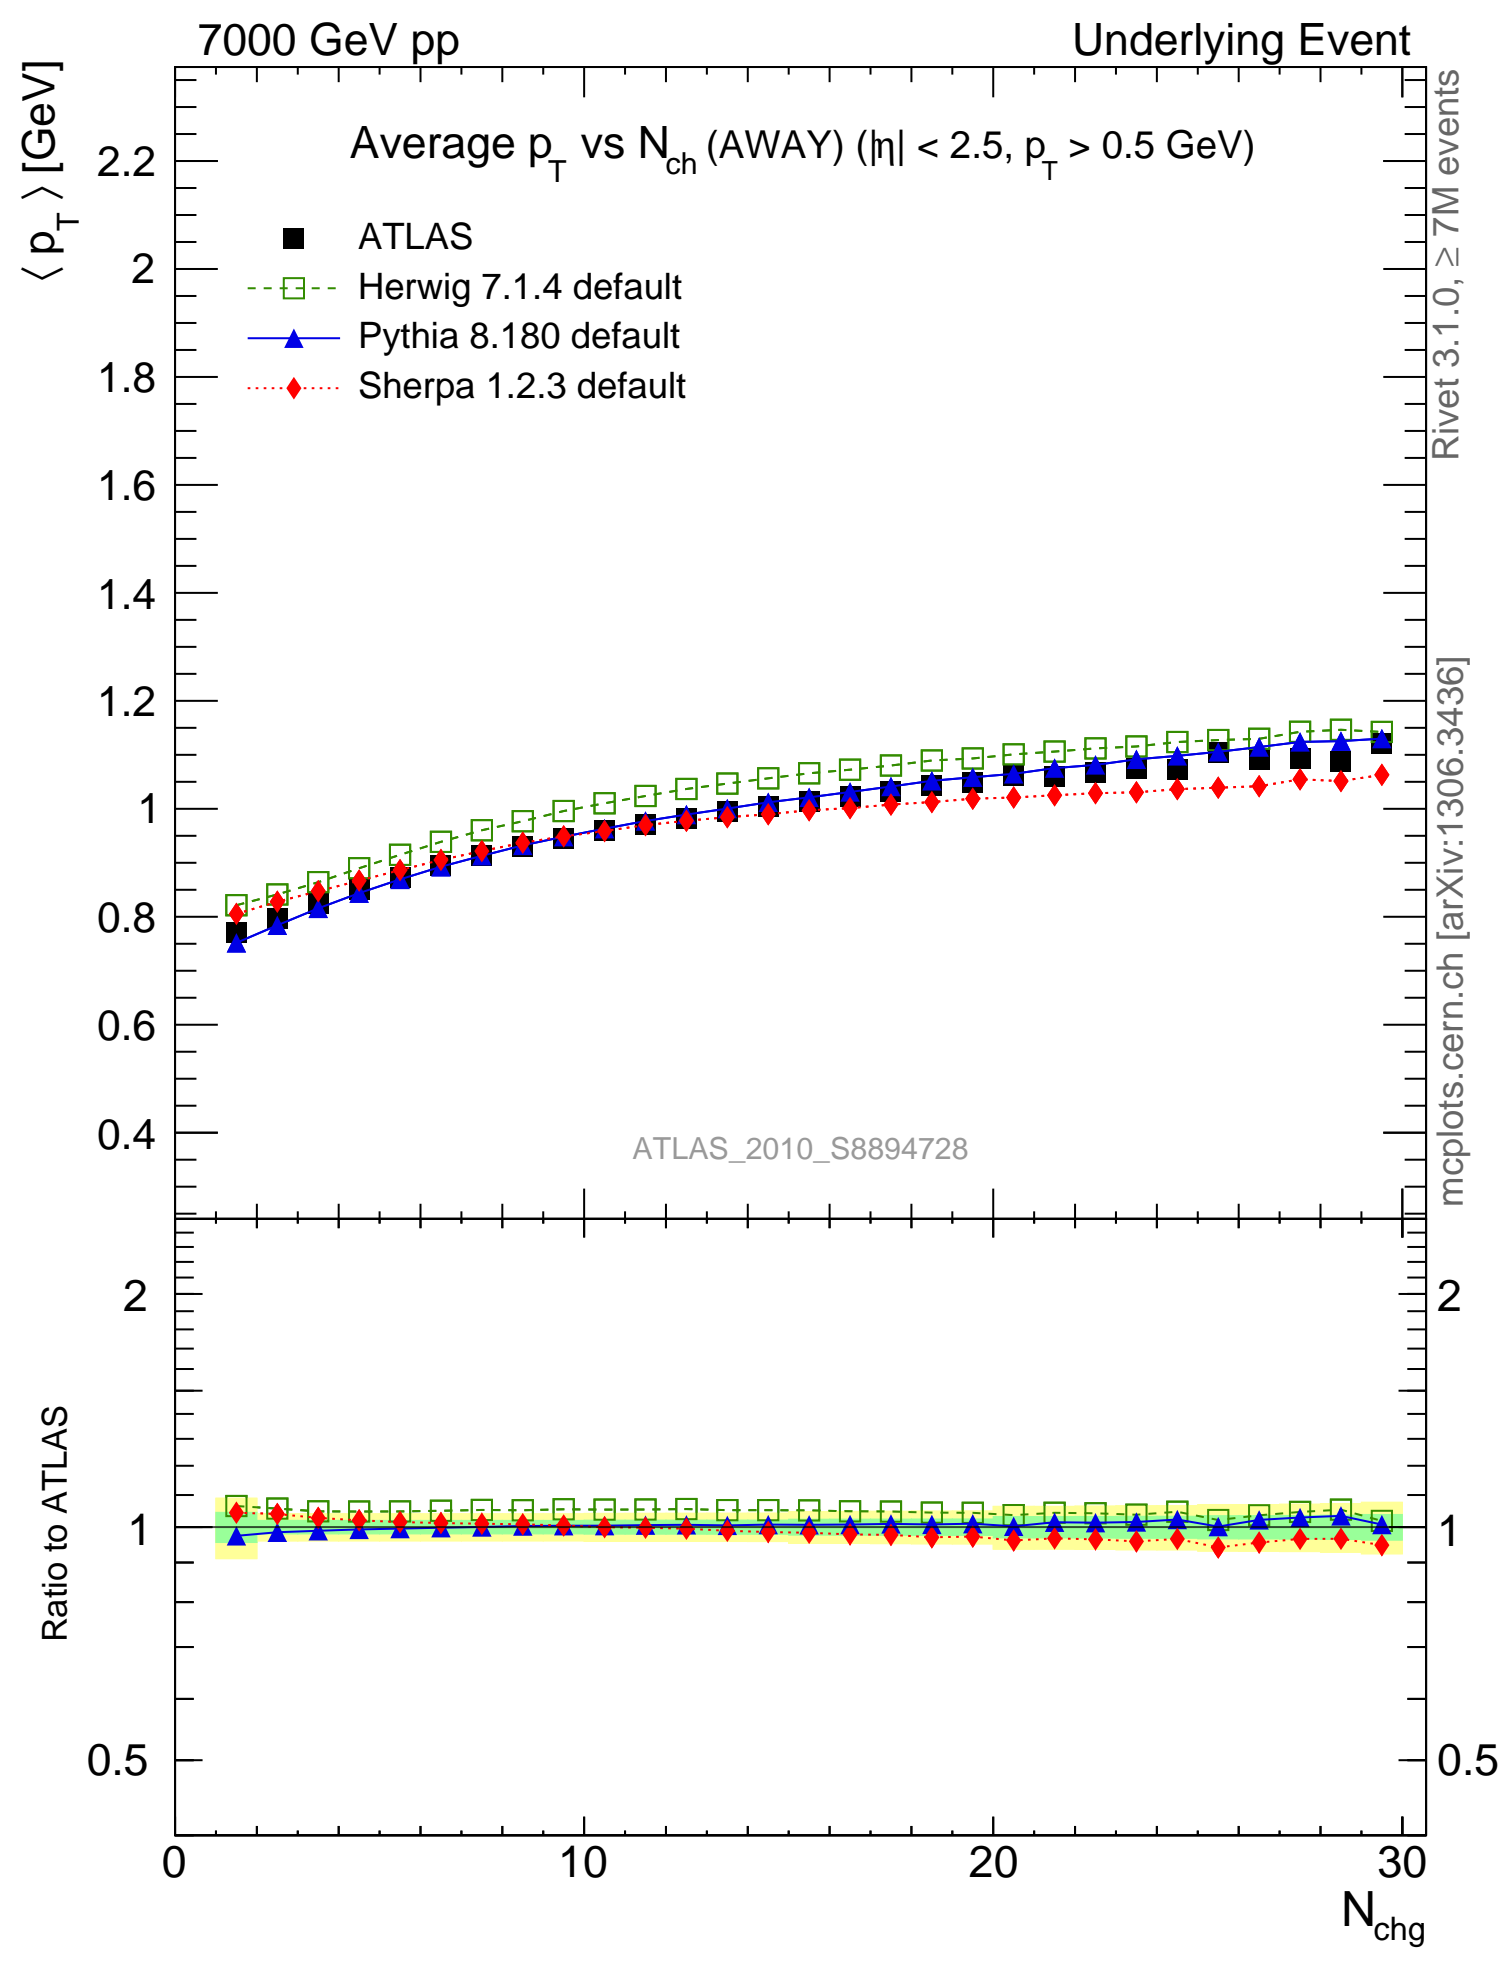 7000 GeV pp
Underlying Event
⟨ p_T ⟩ [GeV]
Average p_T vs N_ch (AWAY) (|η| < 2.5, p_T > 0.5 GeV)
ATLAS
Herwig 7.1.4 default
Pythia 8.180 default
Sherpa 1.2.3 default
2.2
2
1.8
1.6
1.4
1.2
1
0.8
0.6
0.4
ATLAS_2010_S8894728
Rivet 3.1.0, ≥ 7M events
mcplots.cern.ch [arXiv:1306.3436]
Ratio to ATLAS
2
1
0.5
2
1
0.5
0
10
20
30
N_chg